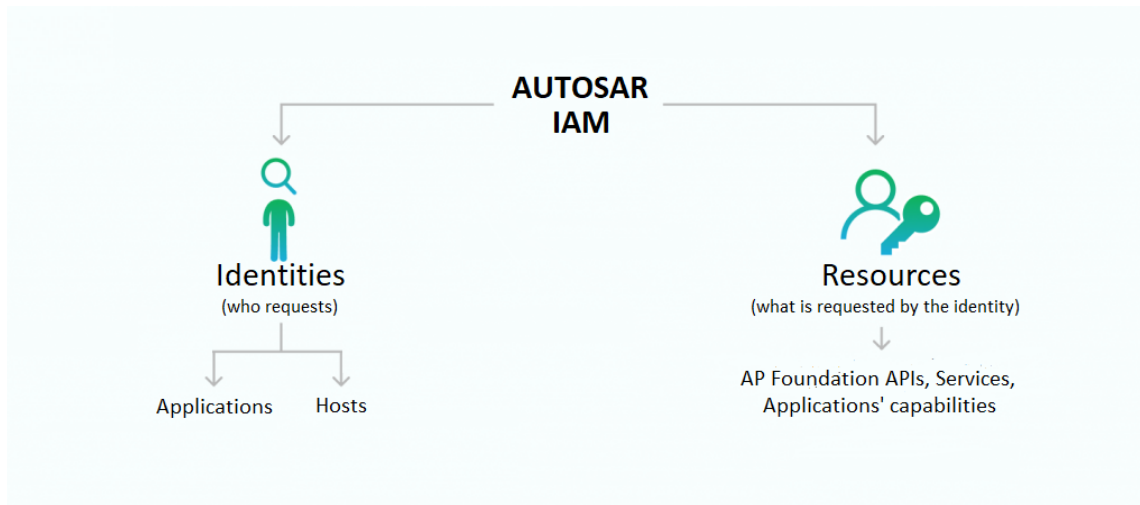 AUTOSAR
IAM
Identities
(who requests)
Applications
Hosts
Resources
(what is requested by the identity)
AP Foundation APIs, Services,
Applications' capabilities